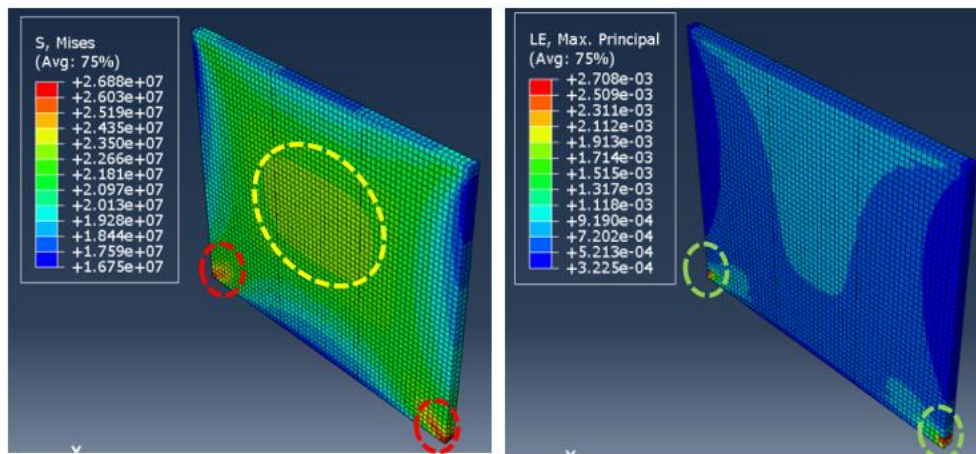 S, Mises
(Avg: 75%)
+2.688e+07
+2.603e+07
+2.519e+07
+2.435e+07
+2.350e+07
+2.266e+07
+2.181e+07
+2.097e+07
+2.013e+07
+1.928e+07
+1.844e+07
+1.759e+07
+1.675e+07
LE, Max. Principal
(Avg: 75%)
+2.708e-03
+2.509e-03
+2.311e-03
+2.112e-03
+1.913e-03
+1.714e-03
+1.515e-03
+1.317e-03
+1.118e-03
+9.190e-04
+7.202e-04
+5.213e-04
+3.225e-04